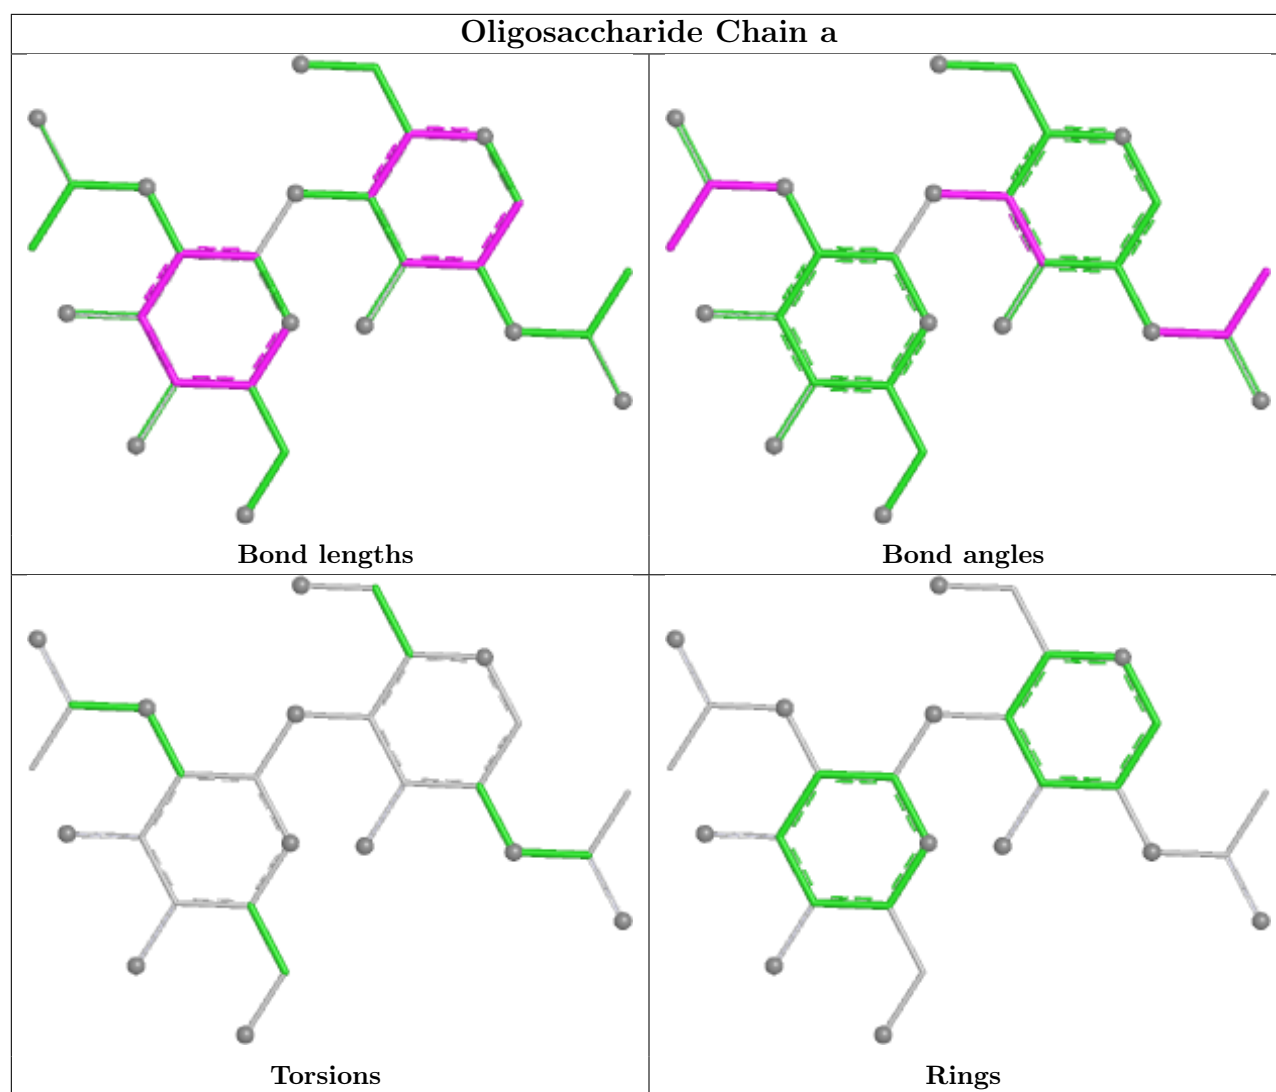 Oligosaccharide Chain a
Bond lengths
Bond angles
Torsions
Rings